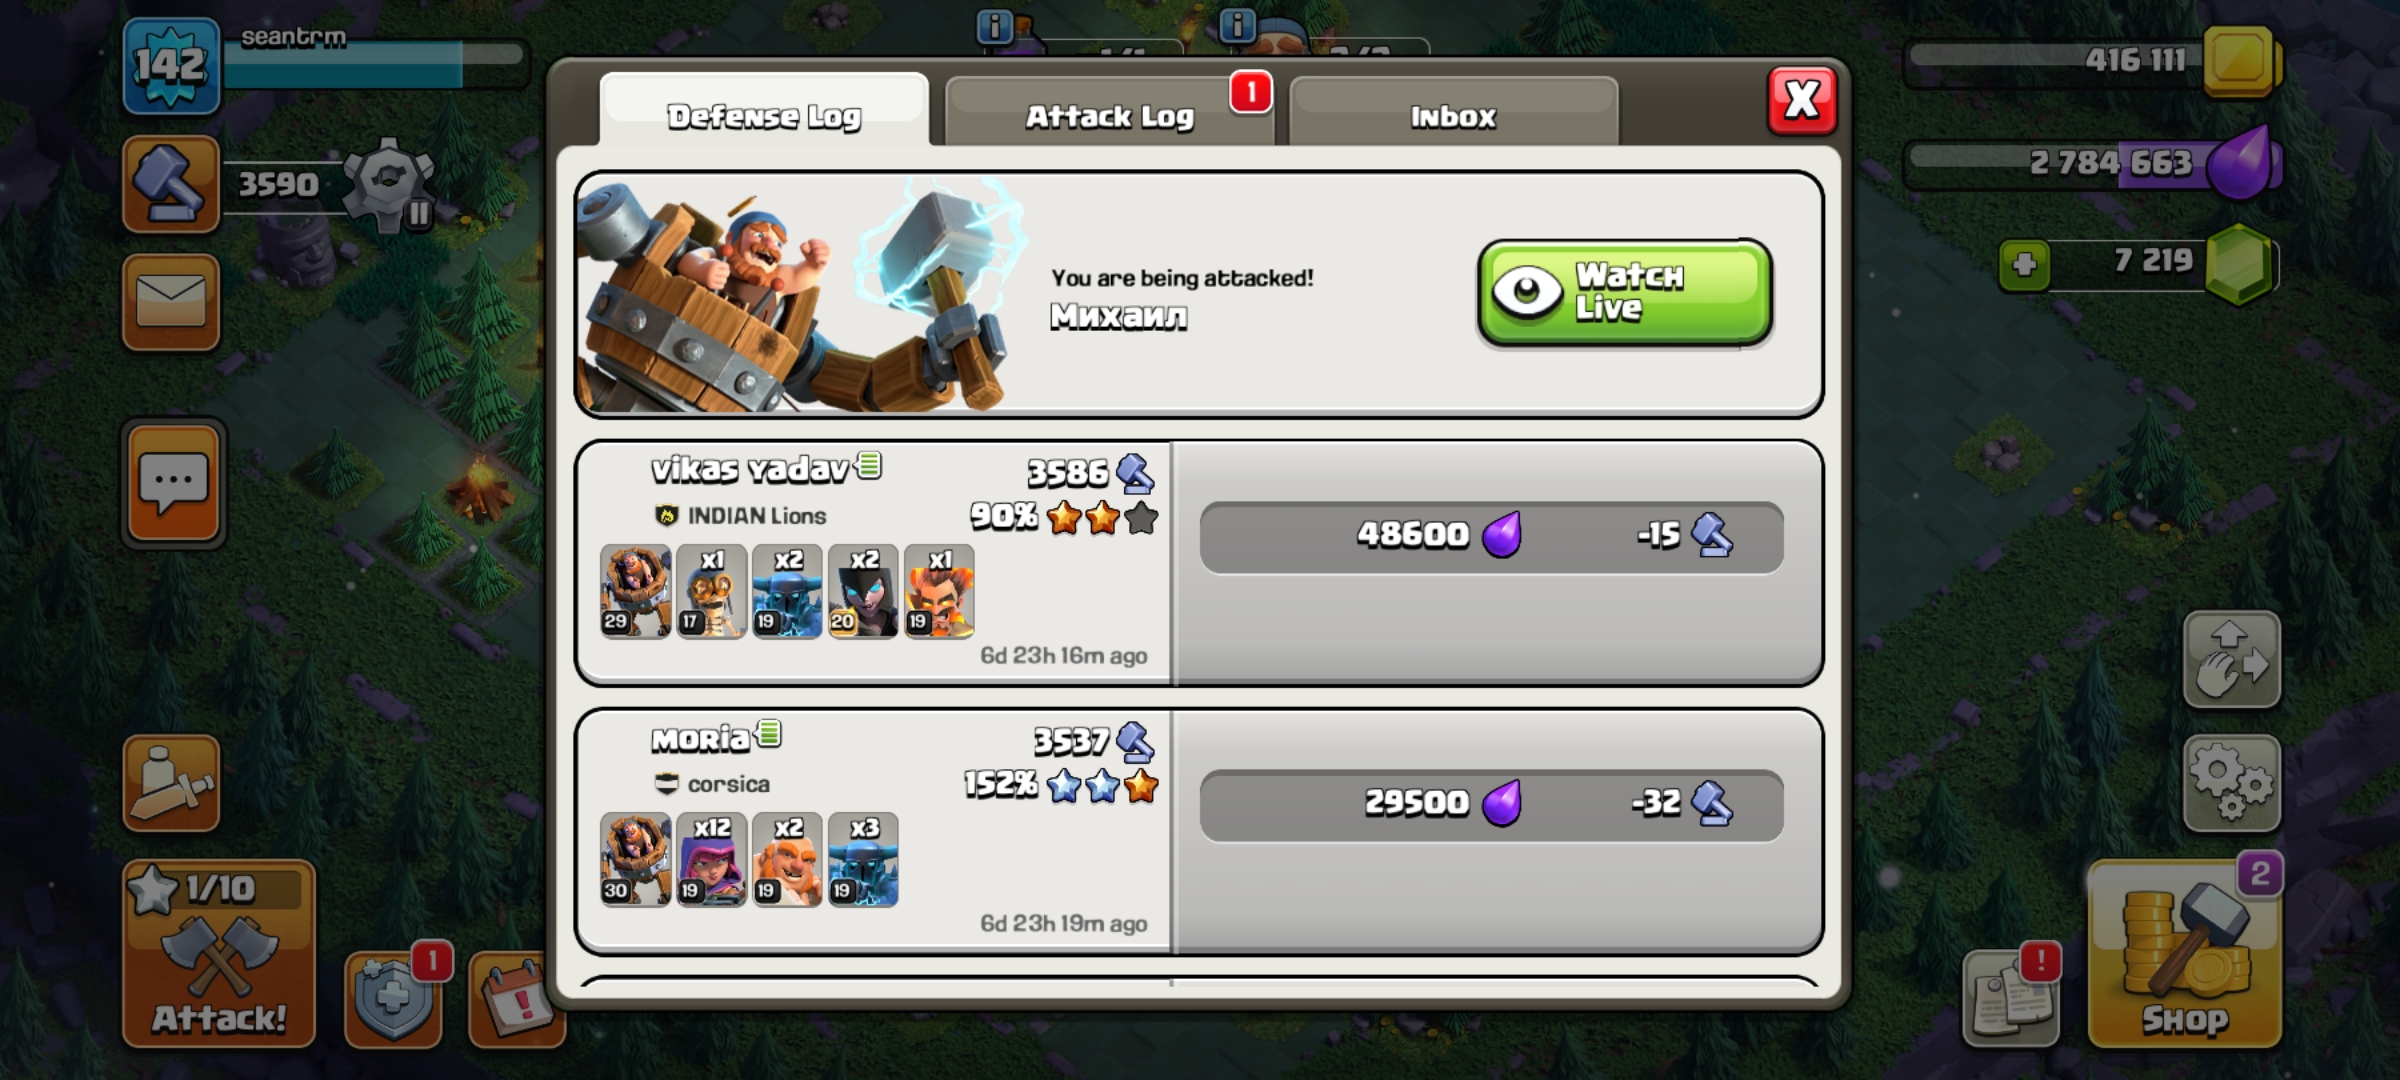 142
seantrm
3590
Defense Log
Attack Log
1
Inbox
X
416 111
2 784 663
7 219
You are being attacked!
Михаил
Watch
Live
Vikas Yadav
3586
INDIAN Lions
90%
x1
x2
x2
x1
29
17
19
20
19
6d 23h 16m ago
48600
-15
MORia
3537
corsica
152%
x12
x2
x3
30
19
19
19
6d 23h 19m ago
29500
-32
1/10
Attack!
1
!
!
2
Shop